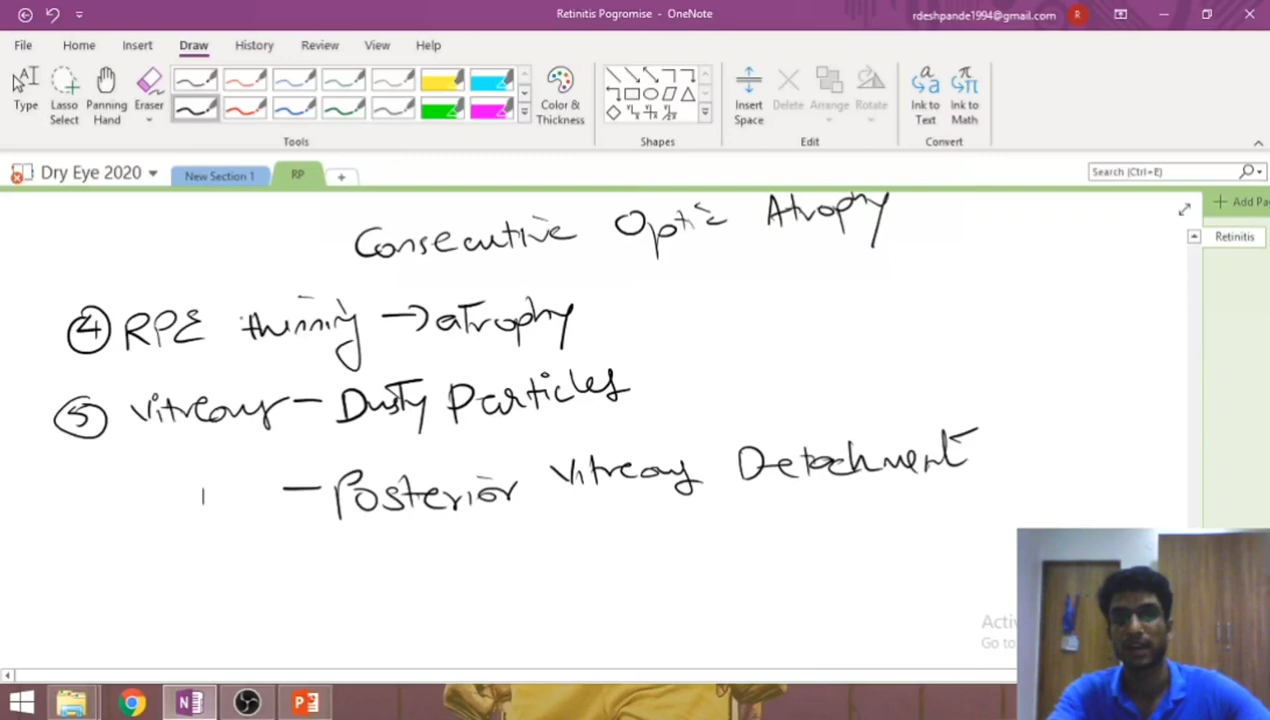 Retinitis Pogromise - OneNote
rdeshpande1994@gmail.com
R
File Home Insert Draw History Review View Help
Type
Lasso Select
Panning Hand
Eraser
Color & Thickness
Insert Space
Delete
Arrange
Rotate
Ink to Text
Ink to Math
Tools
Shapes
Edit
Convert
Dry Eye 2020
New Section 1
RP
Search (Ctrl+E)
Retinitis
Consecutive Optic Atrophy
④ RPE thinning → atrophy
⑤ Vitreous - Dusty Particles
- Posterior Vitreous Detachment
Go to